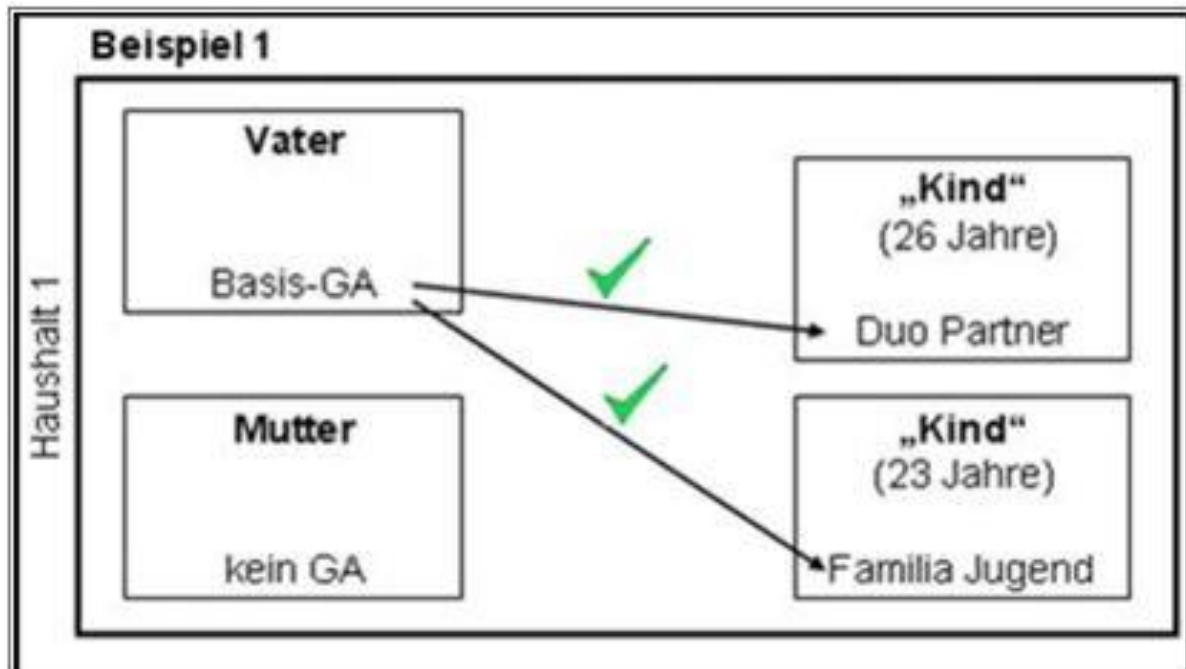 Beispiel 1
Haushalt 1
Vater
Basis-GA
Mutter
kein GA
„Kind“
(26 Jahre)
Duo Partner
„Kind“
(23 Jahre)
Familia Jugend